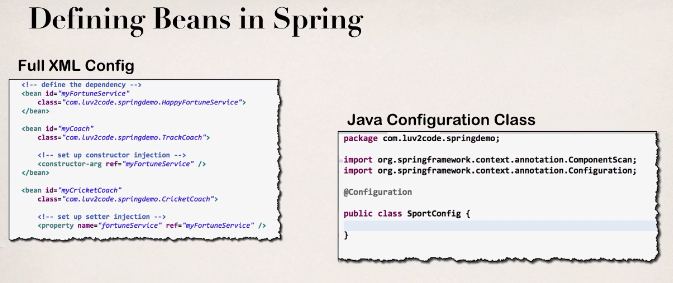 Defining Beans in Spring
Full XML Config
<!-- define the dependency -->
<bean id="myFortuneService"
class="com.luv2code.springdemo.HappyFortuneService">
</bean>
<bean id="myCoach"
class="com.luv2code.springdemo.TrackCoach">
<!-- set up constructor injection -->
<constructor-arg ref="myFortuneService" />
</bean>
<bean id="myCricketCoach"
class="com.luv2code.springdemo.CricketCoach">
<!-- set up setter injection -->
<property name="fortuneService" ref="myFortuneService" />
Java Configuration Class
package com.luv2code.springdemo;
import org.springframework.context.annotation.ComponentScan;
import org.springframework.context.annotation.Configuration;
@Configuration
public class SportConfig {
}